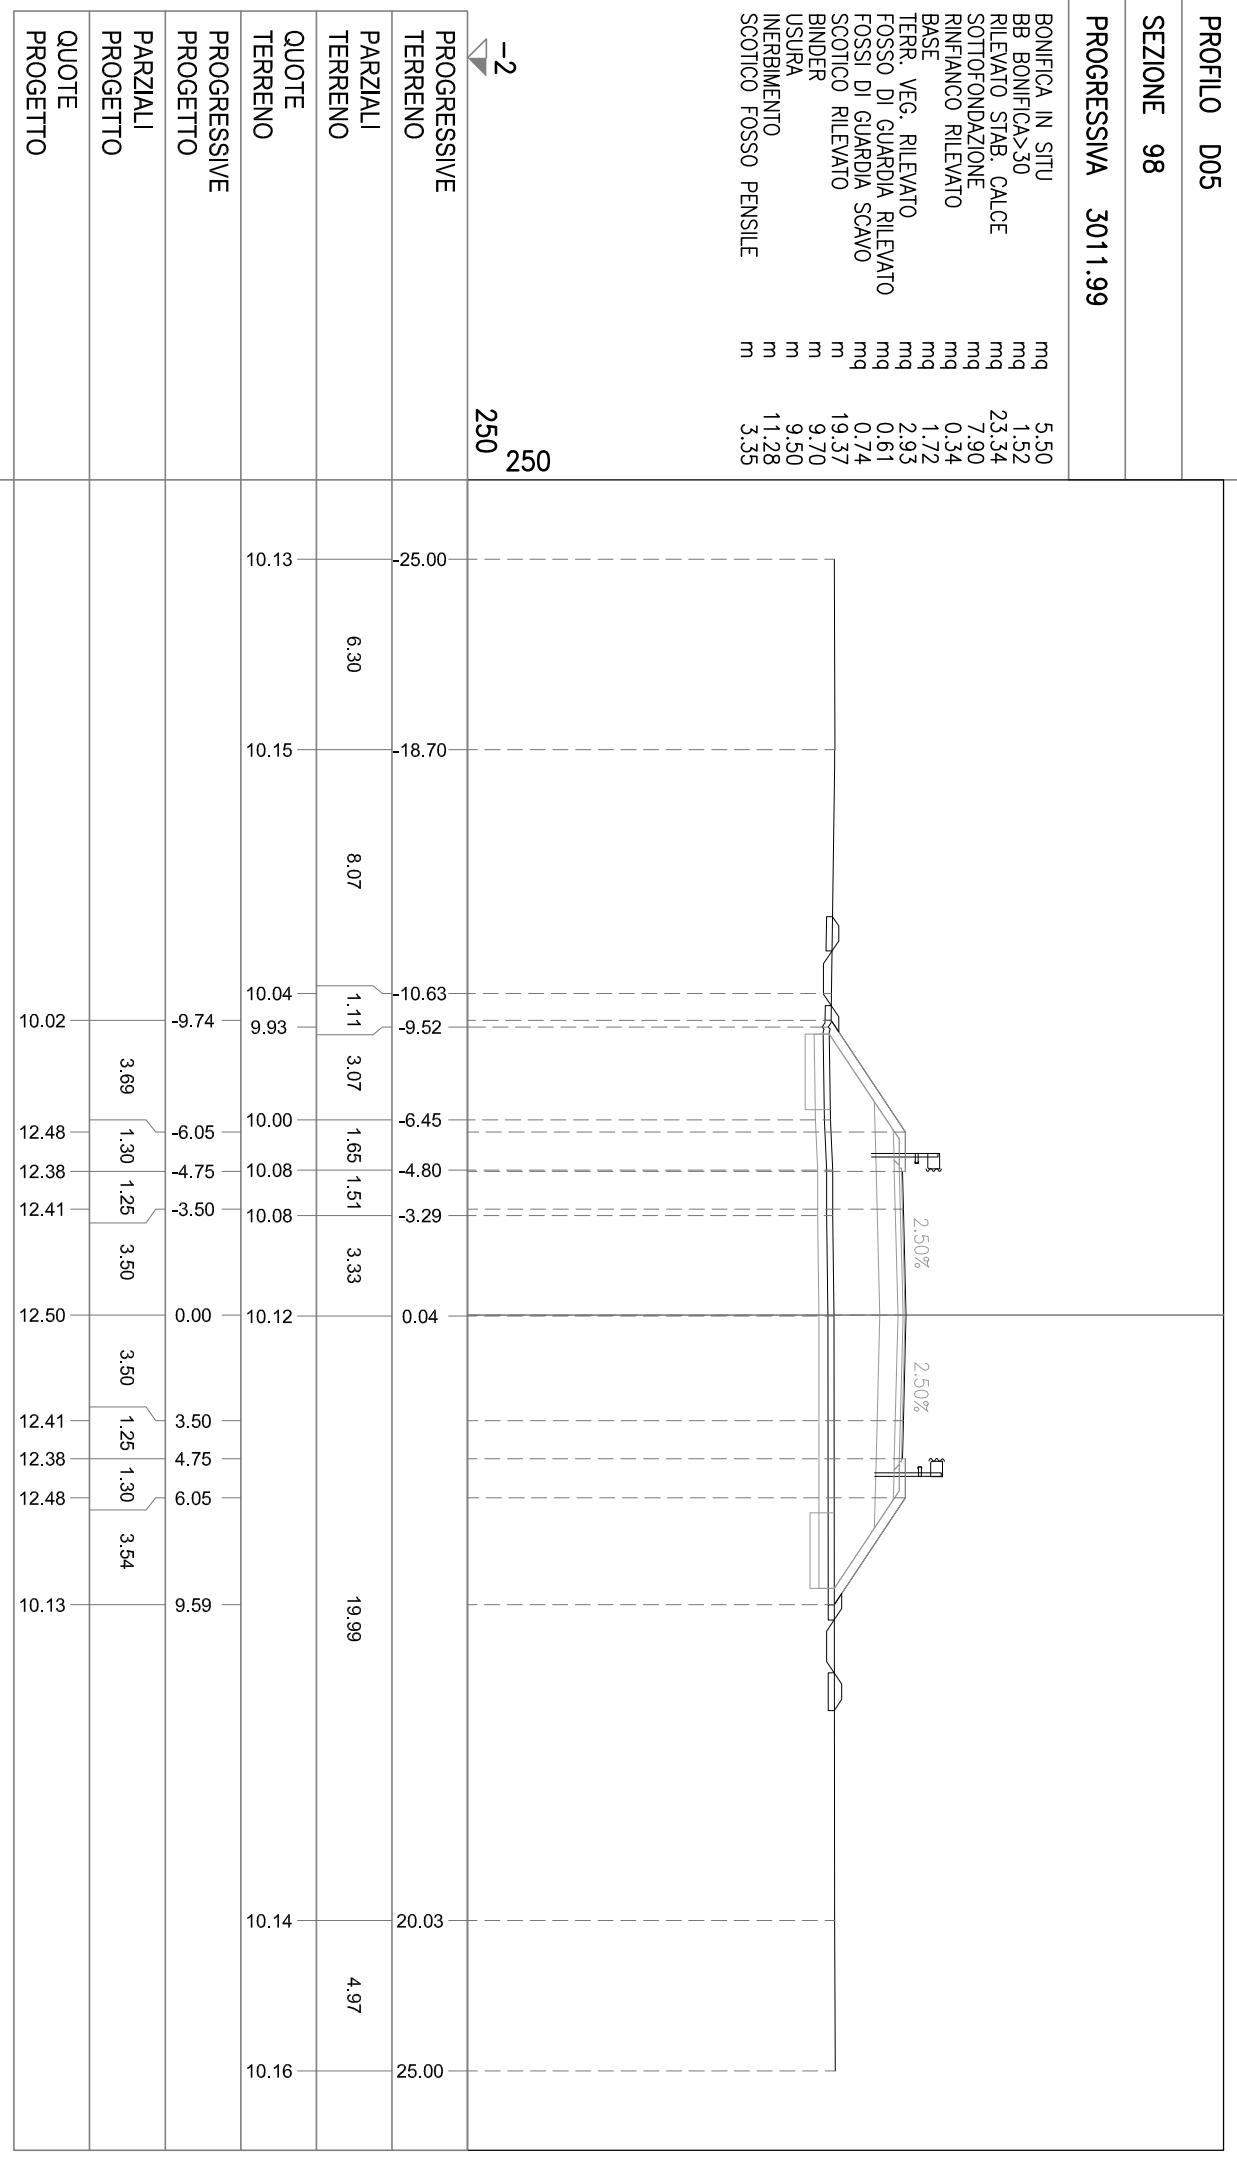 PROFILO D05
SEZIONE 98
PROGRESSIVA 3011.99
BONIFICA IN SITU mq 5.50
BB BONIFICA>30 mq 1.52
RILEVATO STAB. CALCE mq 23.34
SOTTOFONDAZIONE mq 7.90
RINFIANCO RILEVATO mq 0.34
BASE mq 1.72
TERR. VEG. RILEVATO mq 2.93
FOSSO DI GUARDIA RILEVATO mq 0.61
FOSSI DI GUARDIA SCAVO mq 0.74
SCOTICO RILEVATO m 19.37
BINDER m 9.70
USURA m 9.50
INERBIMENTO m 11.28
SCOTICO FOSSO PENSILE m 3.35
2.50% 2.50%
250
-2 250
PROGRESSIVE TERRENO -25.00 -18.70 -10.63 -9.52 -6.45 -4.80 -3.29 0.04 20.03 25.00
PARZIALI TERRENO 6.30 8.07 1.11 3.07 1.65 1.51 3.33 19.99 4.97
QUOTE TERRENO 10.13 10.15 10.04 9.93 10.00 10.08 10.08 10.12 10.14 10.16
PROGRESSIVE PROGETTO -9.74 -6.05 -4.75 -3.50 0.00 3.50 4.75 6.05 9.59
PARZIALI PROGETTO 3.69 1.30 1.25 3.50 3.50 1.25 1.30 3.54
QUOTE PROGETTO 10.02 12.48 12.38 12.41 12.50 12.41 12.38 12.48 10.13